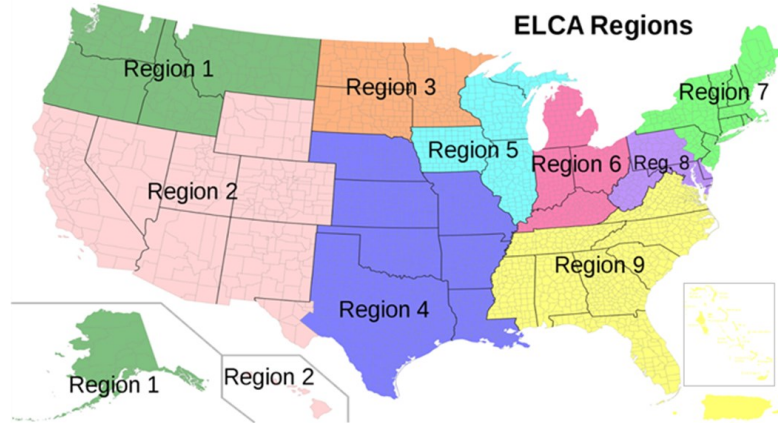 ELCA Regions
Region 1
Region 3
Region 7
Region 5
Region 6
Reg. 8
Region 2
Region 9
Region 4
Region 1
Region 2